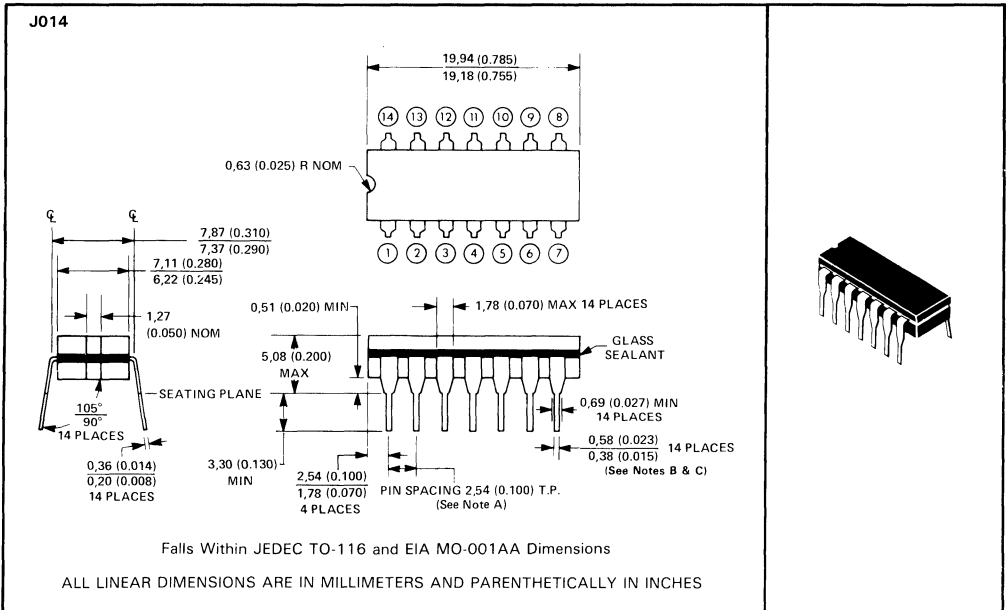 J014
19,94 (0.785)
19,18 (0.755)
14 13 12 11 10 9 8
0,63 (0.025) R NOM
1 2 3 4 5 6 7
℄ ℄
7,87 (0.310)
7,37 (0.290)
7,11 (0.280)
6,22 (0.245)
1,27
(0.050) NOM
0,51 (0.020) MIN
1,78 (0.070) MAX 14 PLACES
5,08 (0.200)
MAX
GLASS
SEALANT
SEATING PLANE
105°
90°
14 PLACES
0,36 (0.014)
0,20 (0.008)
14 PLACES
3,30 (0.130)
MIN
2,54 (0.100)
1,78 (0.070)
4 PLACES
PIN SPACING 2,54 (0.100) T.P.
(See Note A)
0,69 (0.027) MIN
14 PLACES
0,58 (0.023)
0,38 (0.015)
14 PLACES
(See Notes B & C)
Falls Within JEDEC TO-116 and EIA MO-001AA Dimensions
ALL LINEAR DIMENSIONS ARE IN MILLIMETERS AND PARENTHETICALLY IN INCHES